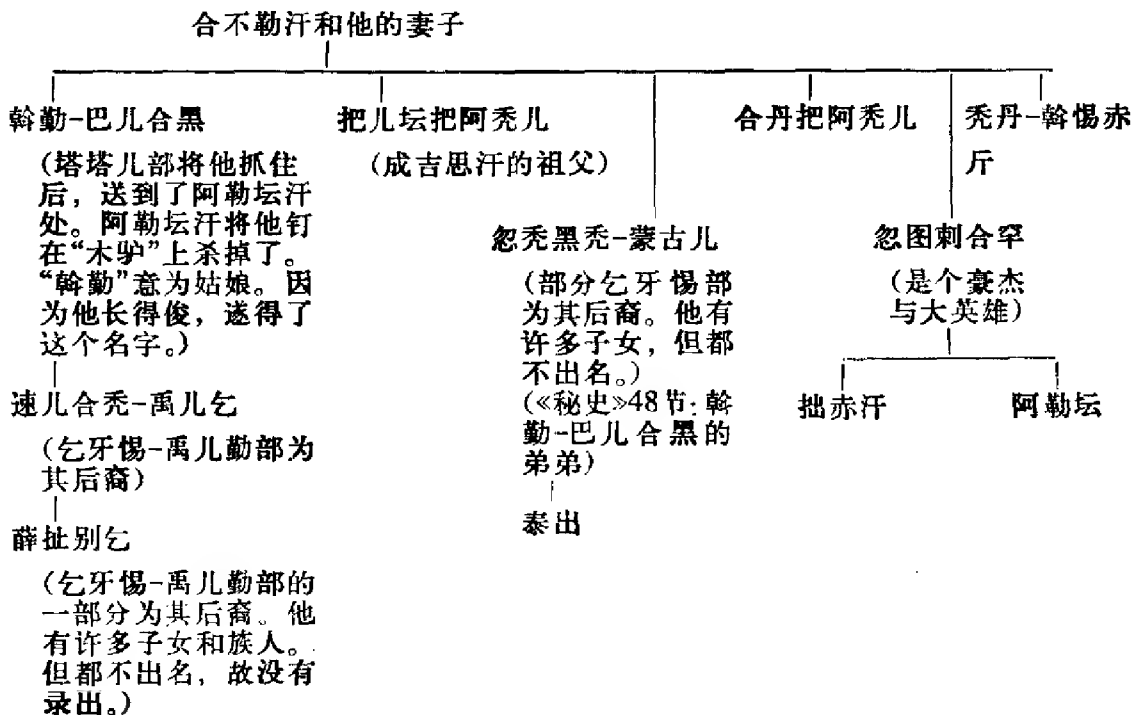 合不勒汗和他的妻子
斡勤-巴儿合黑
(塔塔儿部将他抓住
后，送到了阿勒坛汗
处。阿勒坛汗将他钉
在“木驴”上杀掉了。
“斡勤”意为姑娘。因
为他长得俊，遂得了
这个名字。)
速儿合秃-禹儿乞
(乞牙惕-禹儿勤部为
其后裔)
薛扯别乞
(乞牙惕-禹儿勤部的
一部分为其后裔。他
有许多子女和族人。
但都不出名，故没有
录出。)
把儿坛把阿秃儿
(成吉思汗的祖父)
忽秃黑秃-蒙古儿
(部分乞牙惕部
为其后裔。他有
许多子女，但都
不出名。)
(《秘史》48节：斡
勤-巴儿合黑的
弟弟)
泰出
合丹把阿秃儿
忽图剌合罕
(是个豪杰
与大英雄)
拙赤汗
阿勒坛
秃丹-斡惕赤
斤